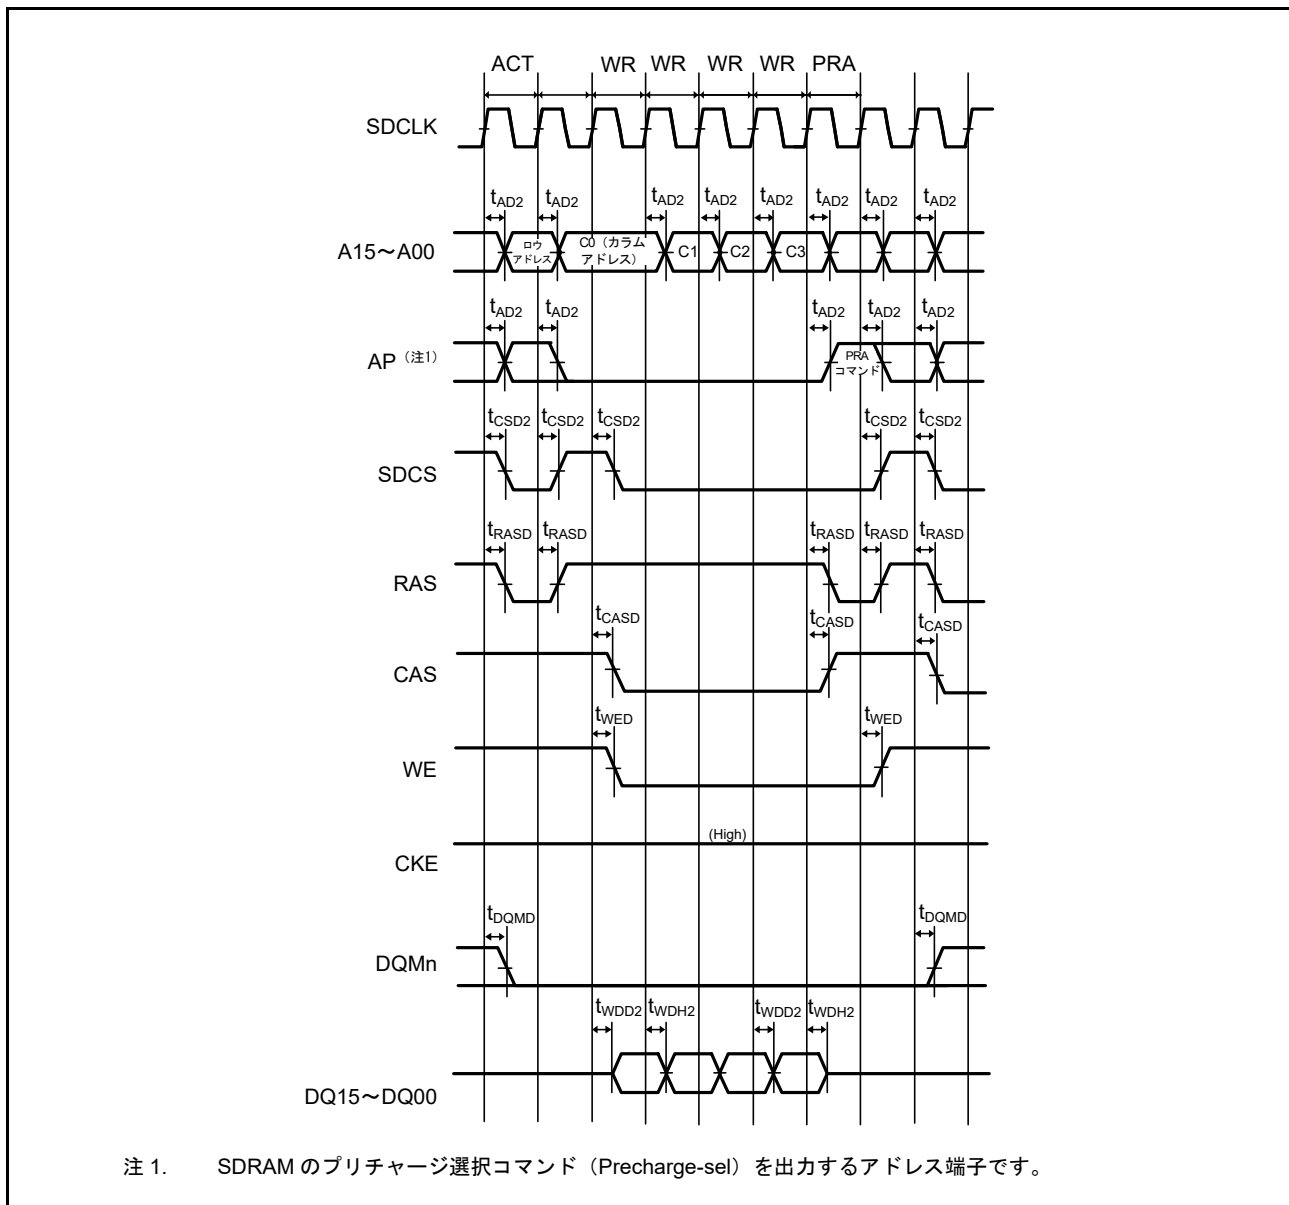 ACT WR WR WR WR PRA
SDCLK
tAD2 tAD2 tAD2 tAD2 tAD2 tAD2 tAD2 tAD2
A15～A00
ロウ
アドレス
C0（カラム
アドレス）
C1 C2 C3
tAD2 tAD2 tAD2 tAD2 tAD2
AP（注1）
PRA
コマンド
tCSD2 tCSD2 tCSD2 tCSD2 tCSD2
SDCS
tRASD tRASD tRASD tRASD tRASD
RAS
tCASD tCASD tCASD
CAS
tWED tWED
WE
(High)
CKE
tDQMD tDQMD
DQMn
tWDD2 tWDH2 tWDD2 tWDH2
DQ15～DQ00
注 1. SDRAM のプリチャージ選択コマンド（Precharge-sel）を出力するアドレス端子です。